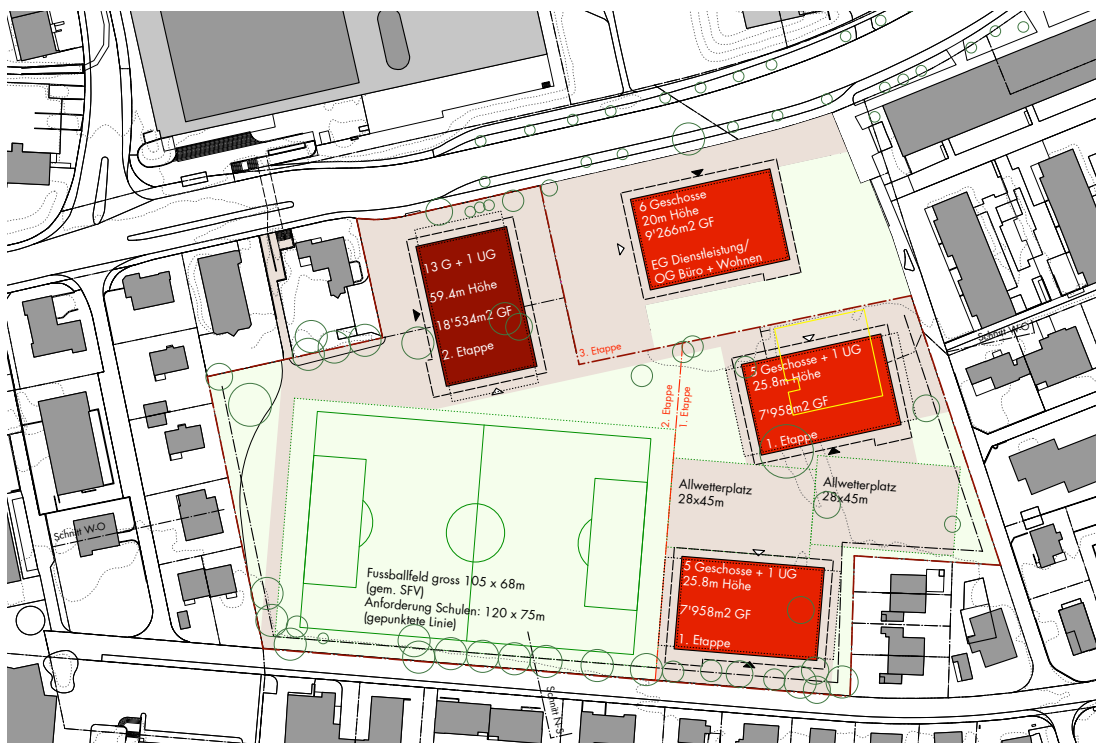 6 Geschosse
20m Höhe
9'266m2 GF
EG Dienstleistung/
OG Büro + Wohnen
13 G + 1 UG
59.4m Höhe
18'534m2 GF
2. Etappe
3. Etappe
Schnitt W-O
5 Geschosse + 1 UG
25.8m Höhe
7'958m2 GF
1. Etappe
2. Etappe
1. Etappe
Allwetterplatz
28x45m
Allwetterplatz
28x45m
Schnitt W-O
5 Geschosse + 1 UG
25.8m Höhe
7'958m2 GF
1. Etappe
Fussballfeld gross 105 x 68m
(gem. SFV)
Anforderung Schulen: 120 x 75m
(gepunktete Linie)
Schnitt N-S